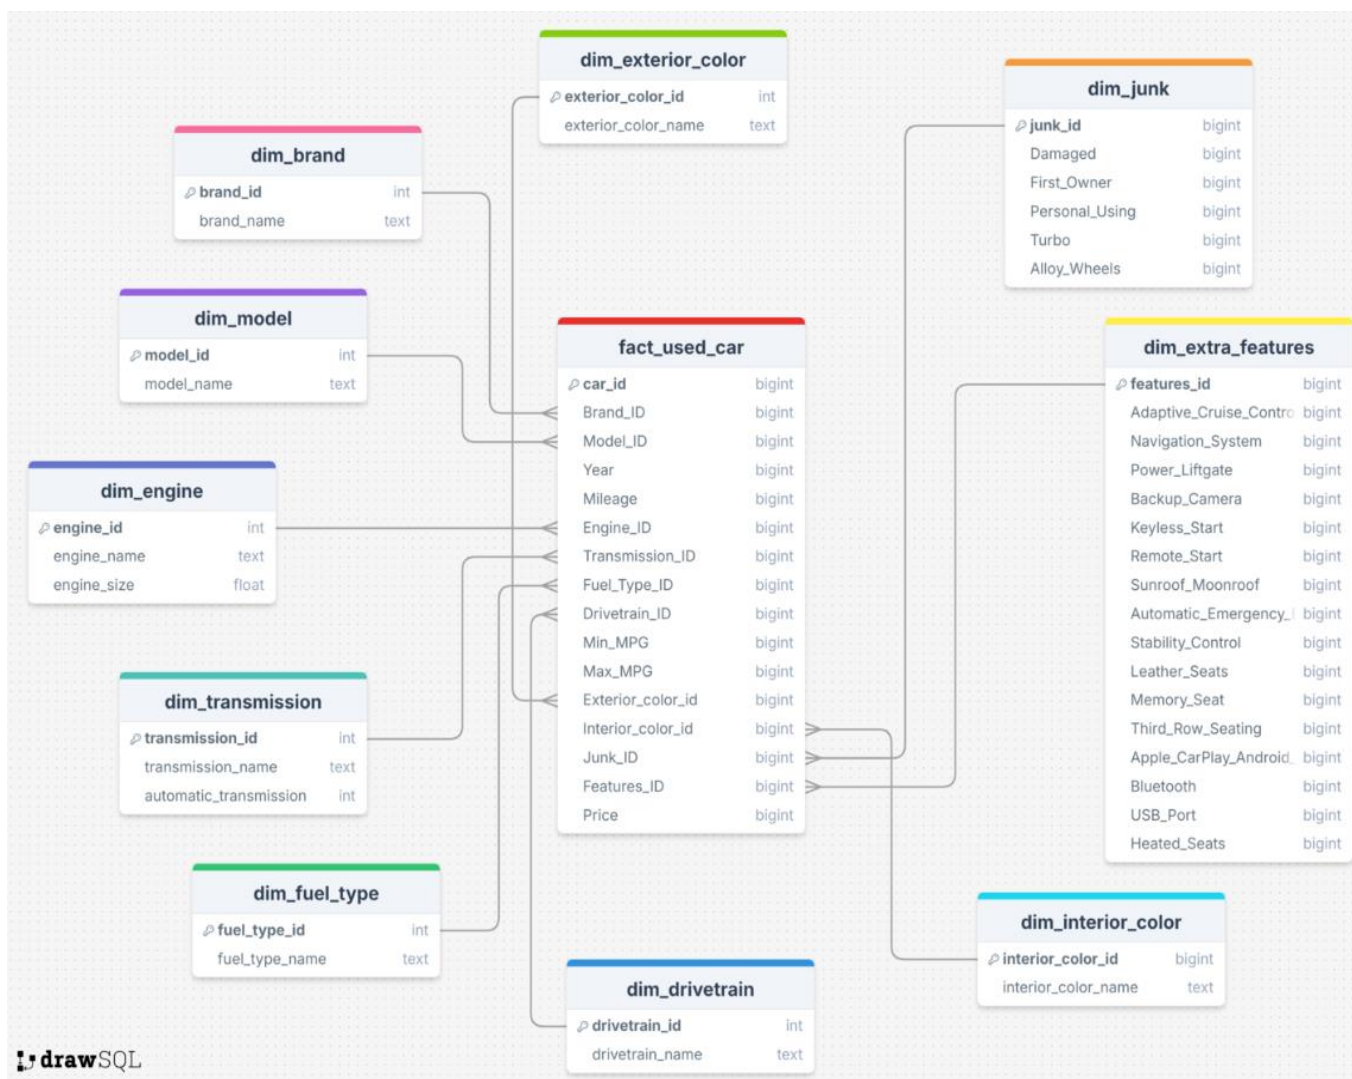 dim_exterior_color
exterior_color_id int
exterior_color_name text
dim_junk
junk_id bigint
Damaged bigint
First_Owner bigint
Personal_Using bigint
Turbo bigint
Alloy_Wheels bigint
dim_brand
brand_id int
brand_name text
dim_model
model_id int
model_name text
fact_used_car
car_id bigint
Brand_ID bigint
Model_ID bigint
Year bigint
Mileage bigint
Engine_ID bigint
Transmission_ID bigint
Fuel_Type_ID bigint
Drivetrain_ID bigint
Min_MPG bigint
Max_MPG bigint
Exterior_color_id bigint
Interior_color_id bigint
Junk_ID bigint
Features_ID bigint
Price bigint
dim_extra_features
features_id bigint
Adaptive_Cruise_Contro bigint
Navigation_System bigint
Power_Liftgate bigint
Backup_Camera bigint
Keyless_Start bigint
Remote_Start bigint
Sunroof_Moonroof bigint
Automatic_Emergency_ bigint
Stability_Control bigint
Leather_Seats bigint
Memory_Seat bigint
Third_Row_Seating bigint
Apple_CarPlay_Android_ bigint
Bluetooth bigint
USB_Port bigint
Heated_Seats bigint
dim_engine
engine_id int
engine_name text
engine_size float
dim_transmission
transmission_id int
transmission_name text
automatic_transmission int
dim_fuel_type
fuel_type_id int
fuel_type_name text
dim_interior_color
interior_color_id bigint
interior_color_name text
dim_drivetrain
drivetrain_id int
drivetrain_name text
drawSQL